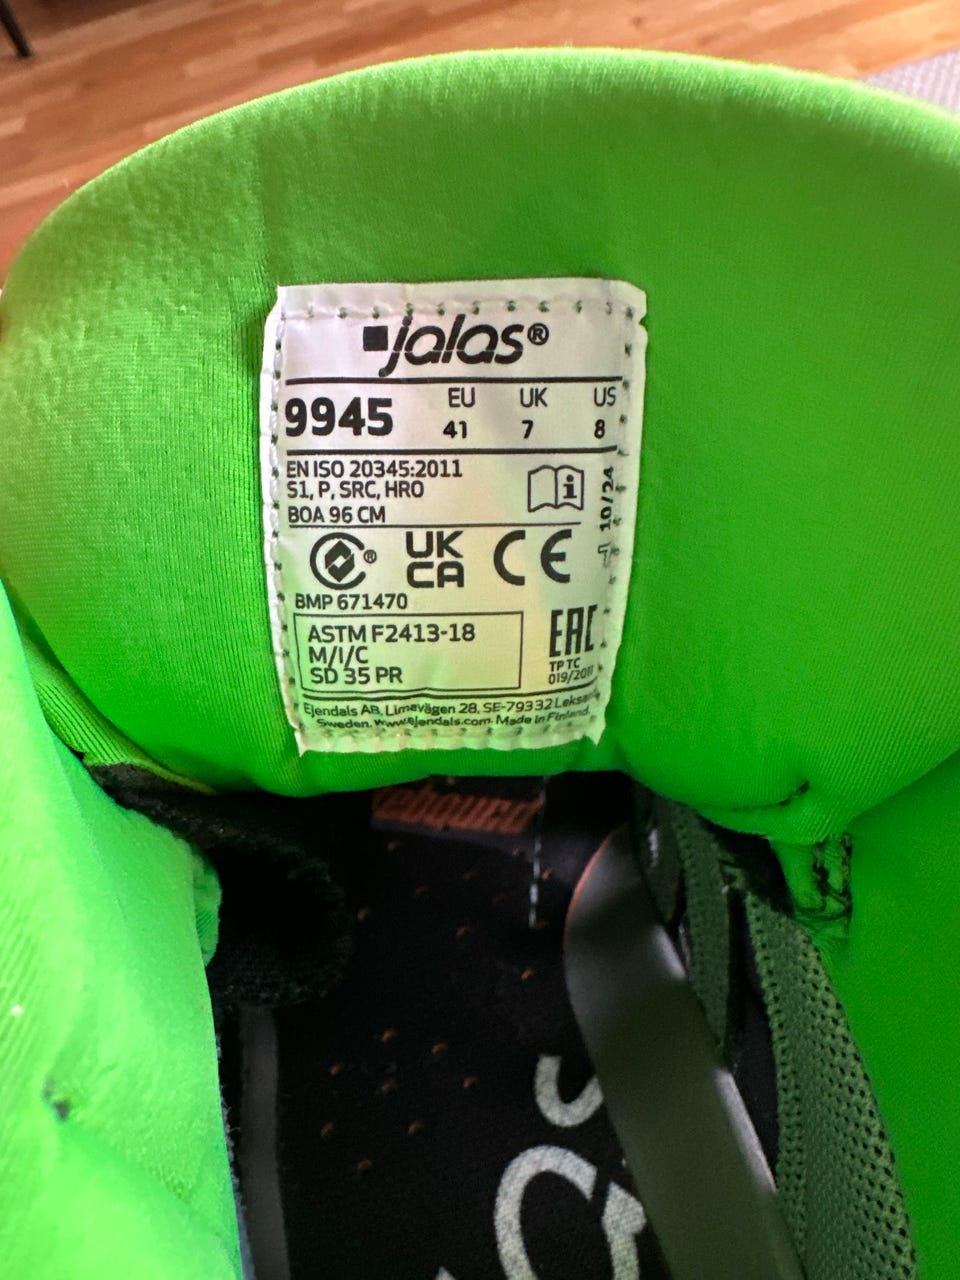 jalas®
9945 EU UK US
41 7 8
EN ISO 20345:2011
S1, P, SRC, HRO
BOA 96 CM
10/24
® UK
CA CE
BMP 671470
ASTM F2413-18
M/I/C
SD 35 PR
EAC
TP TC
019/2011
Ejendals AB, Limevägen 28, SE-79332 Leksand
Sweden. www.ejendals.com Made in Finland.